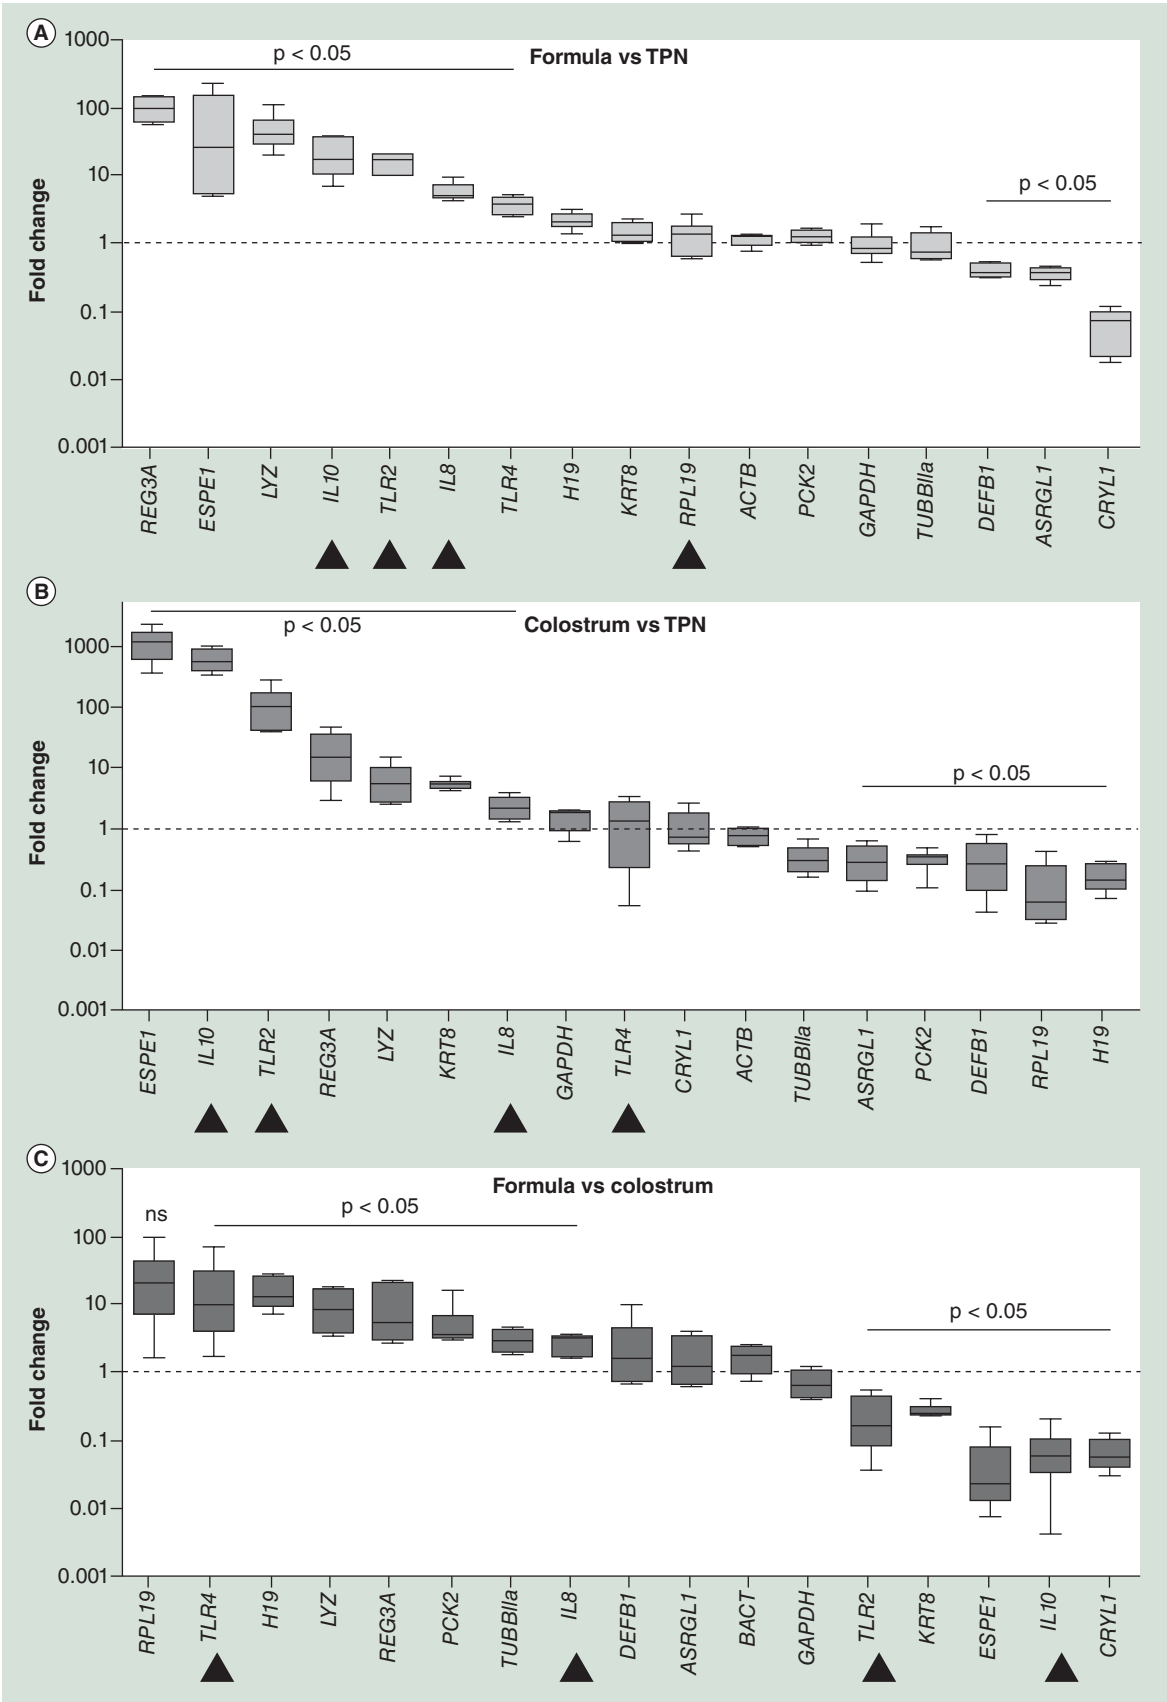 A
Formula vs TPN
p < 0.05
p < 0.05
Fold change
1000
100
10
1
0.1
0.01
0.001
REG3A
ESPE1
LYZ
IL10
TLR2
IL8
TLR4
H19
KRT8
RPL19
ACTB
PCK2
GAPDH
TUBBIIa
DEFB1
ASRGL1
CRYL1
B
Colostrum vs TPN
p < 0.05
p < 0.05
Fold change
1000
100
10
1
0.1
0.01
0.001
ESPE1
IL10
TLR2
REG3A
LYZ
KRT8
IL8
GAPDH
TLR4
CRYL1
ACTB
TUBBIIa
ASRGL1
PCK2
DEFB1
RPL19
H19
C
Formula vs colostrum
ns
p < 0.05
p < 0.05
Fold change
1000
100
10
1
0.1
0.01
0.001
RPL19
TLR4
H19
LYZ
REG3A
PCK2
TUBBIIa
IL8
DEFB1
ASRGL1
BACT
GAPDH
TLR2
KRT8
ESPE1
IL10
CRYL1